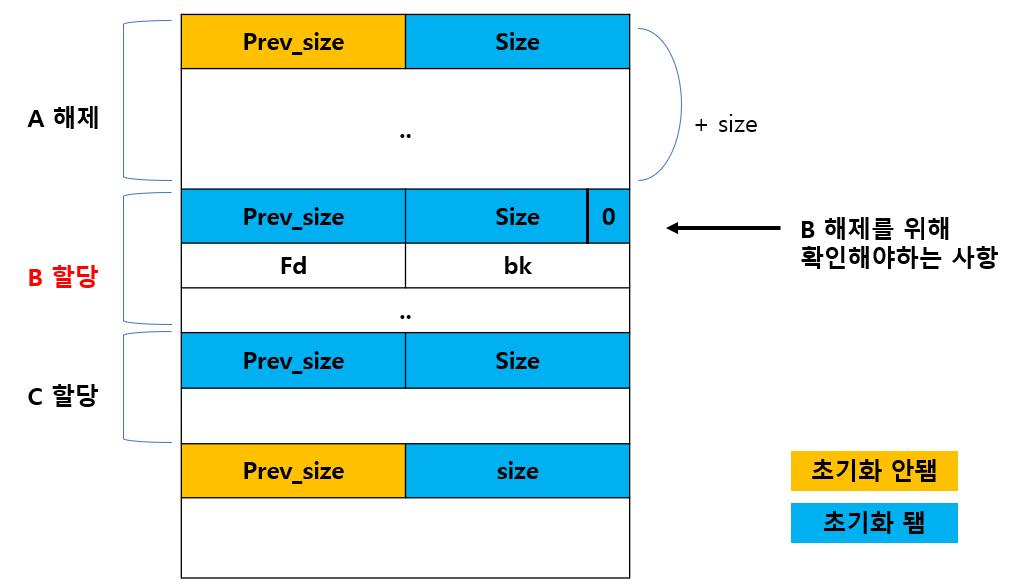 Prev_size
Size
A 해제
..
+ size
Prev_size
Size
0
B 해제를 위해
확인해야하는 사항
B 할당
Fd
bk
..
Prev_size
Size
C 할당
Prev_size
size
초기화 안됌
초기화 됌